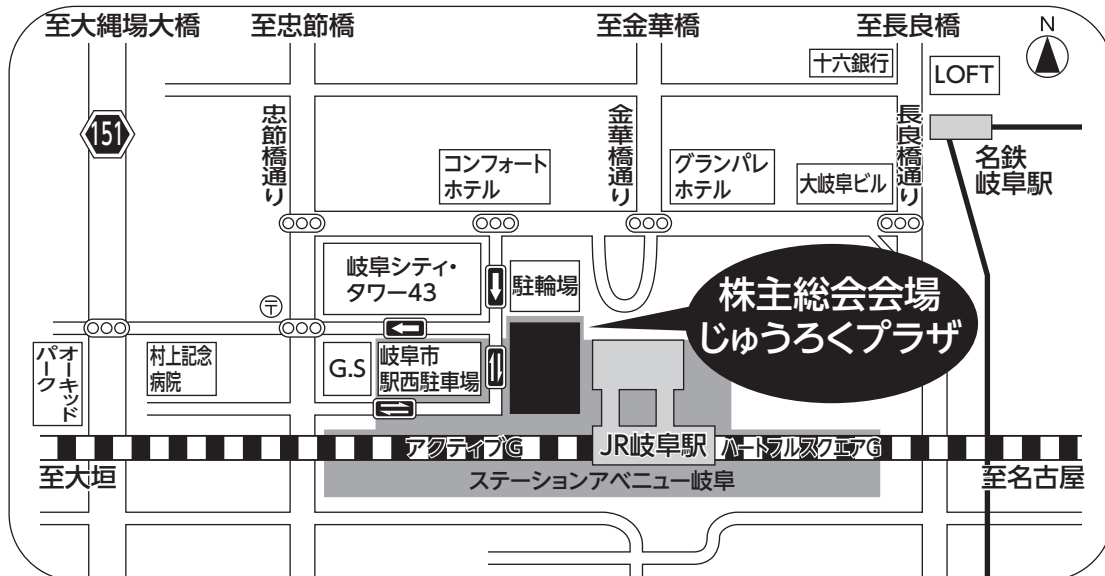 至大縄場大橋
至忠節橋
至金華橋
至長良橋
N
十六銀行
LOFT
151
忠節橋通り
金華橋通り
長良橋通り
名鉄
岐阜駅
コンフォート
ホテル
グランパレ
ホテル
大岐阜ビル
岐阜シティ・
タワー43
駐輪場
株主総会会場
じゅうろくプラザ
〒
オーキッド
パーク
村上記念
病院
G.S
岐阜市
駅西駐車場
アクティブG
JR岐阜駅
ハートフルスクエアG
至大垣
ステーションアベニュー岐阜
至名古屋